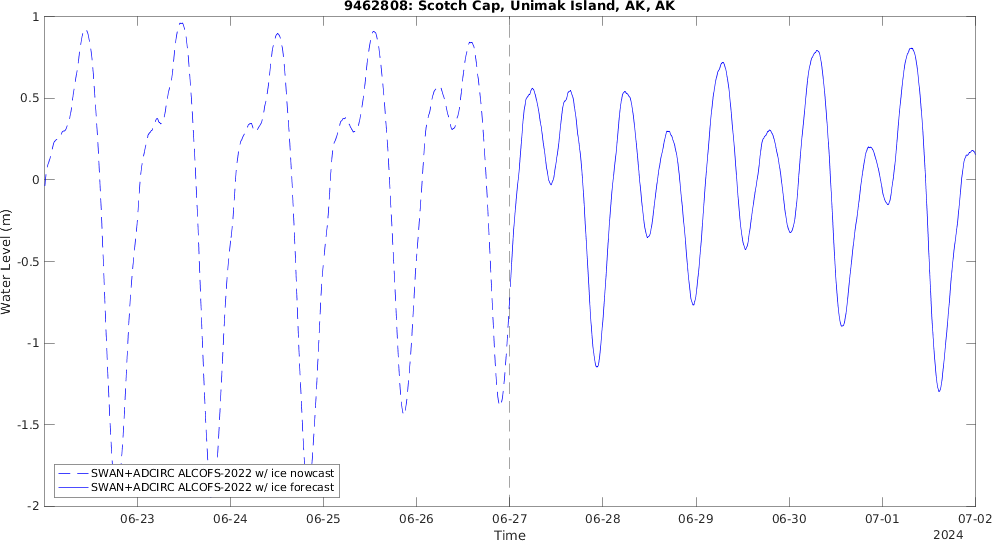 9462808: Scotch Cap, Unimak Island, AK, AK
1
0.5
0
-0.5
-1
-1.5
-2
Water Level (m)
SWAN+ADCIRC ALCOFS-2022 w/ ice nowcast
SWAN+ADCIRC ALCOFS-2022 w/ ice forecast
06-23 06-24 06-25 06-26 06-27 06-28 06-29 06-30 07-01 07-02
Time
2024